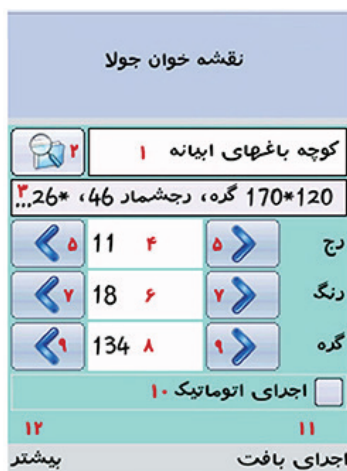 نقشه خوان جولا
کوچه باغهای ابیانه ۱ ۲
120*170 گره، رجشمار 46، *26...۳
رج ۵ ۴ 11 ۵
رنگ ۷ ۶ 18 ۷
گره ۹ ۸ 134 ۹
اجرای اتوماتیک ۱۰
۱۱ ۱۲
اجرای بافت بیشتر